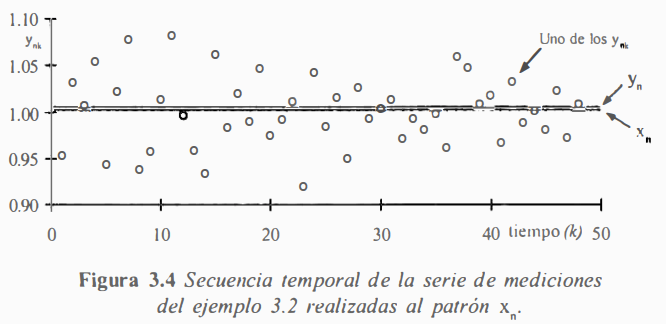 1.10
y_nk
Uno de los y_nk
1.05
y_n
1.00
x_n
0.95
0.90
0 10 20 30 40 tiempo (k) 50
Figura 3.4 Secuencia temporal de la serie de mediciones
del ejemplo 3.2 realizadas al patrón x_n.